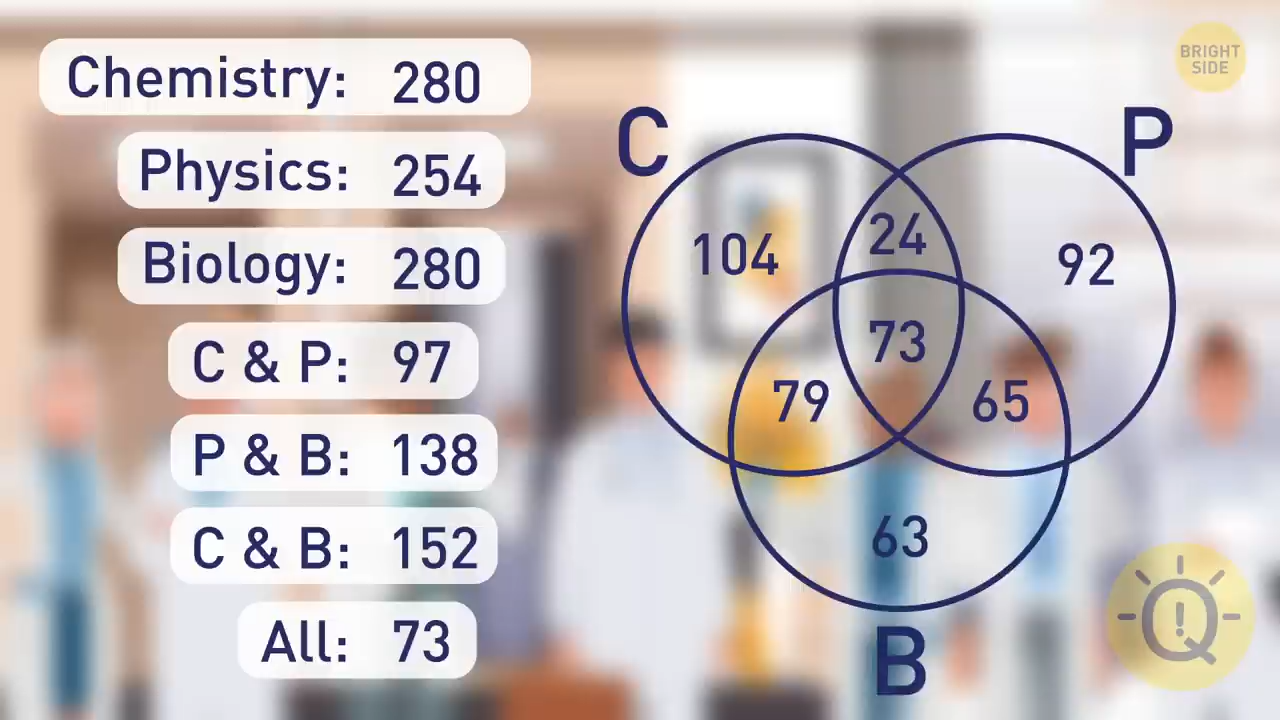 Chemistry: 280
Physics: 254
Biology: 280
C & P: 97
P & B: 138
C & B: 152
All: 73
BRIGHT
SIDE
C
P
24
104
92
73
79
65
63
B
Q!